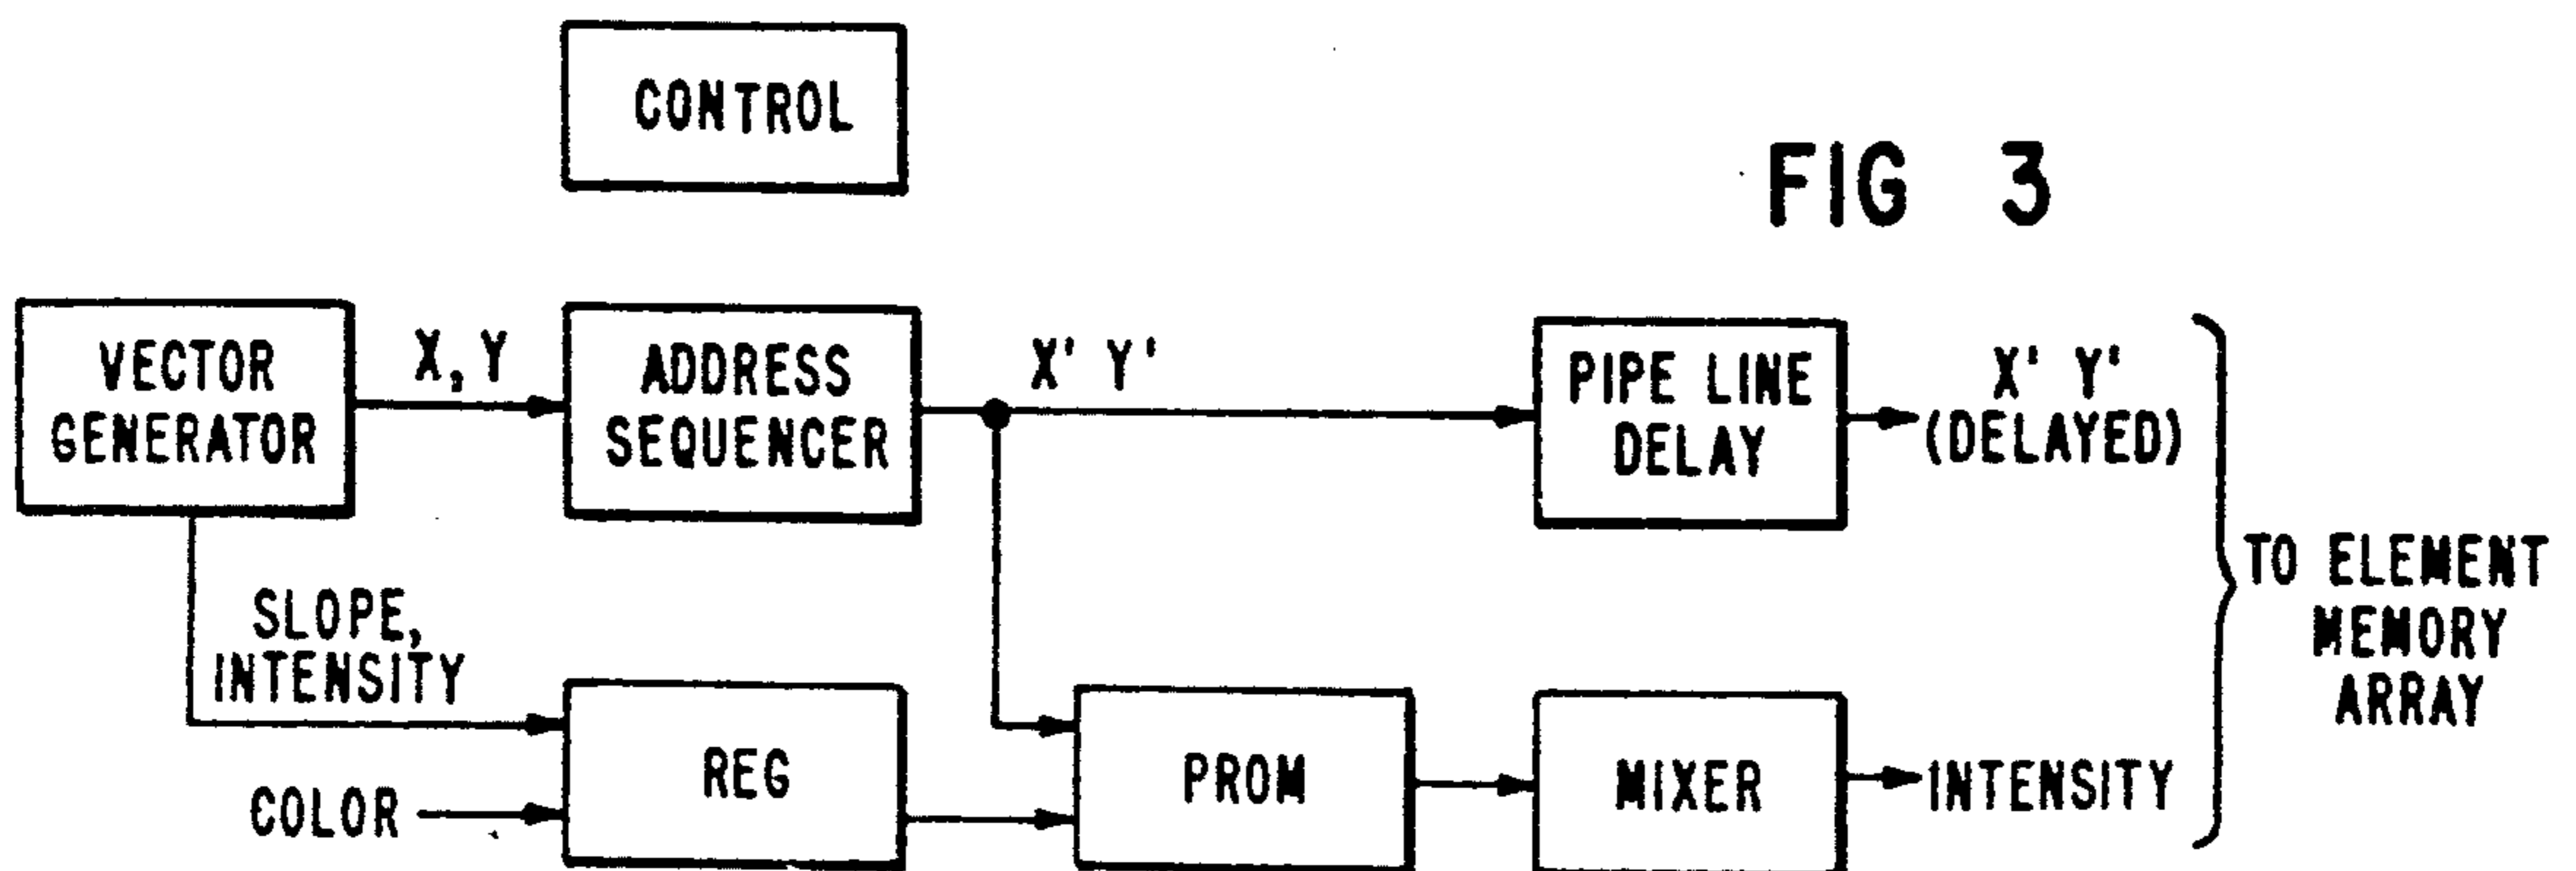 CONTROL
FIG 3
VECTOR
GENERATOR
X, Y
ADDRESS
SEQUENCER
X' Y'
PIPE LINE
DELAY
X' Y'
(DELAYED)
TO ELEMENT
MEMORY
ARRAY
SLOPE,
INTENSITY
COLOR
REG
PROM
MIXER
INTENSITY